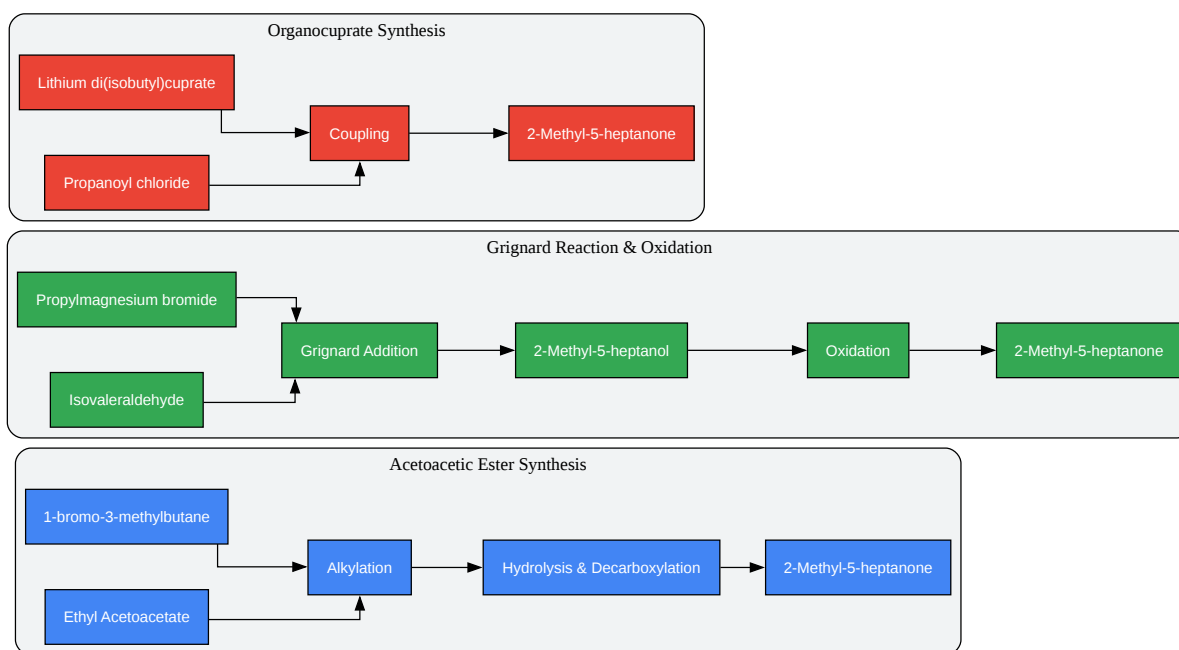 Organocuprate Synthesis
Lithium di(isobutyl)cuprate
Coupling
2-Methyl-5-heptanone
Propanoyl chloride
Grignard Reaction & Oxidation
Propylmagnesium bromide
Grignard Addition
2-Methyl-5-heptanol
Oxidation
2-Methyl-5-heptanone
Isovaleraldehyde
Acetoacetic Ester Synthesis
1-bromo-3-methylbutane
Alkylation
Hydrolysis & Decarboxylation
2-Methyl-5-heptanone
Ethyl Acetoacetate